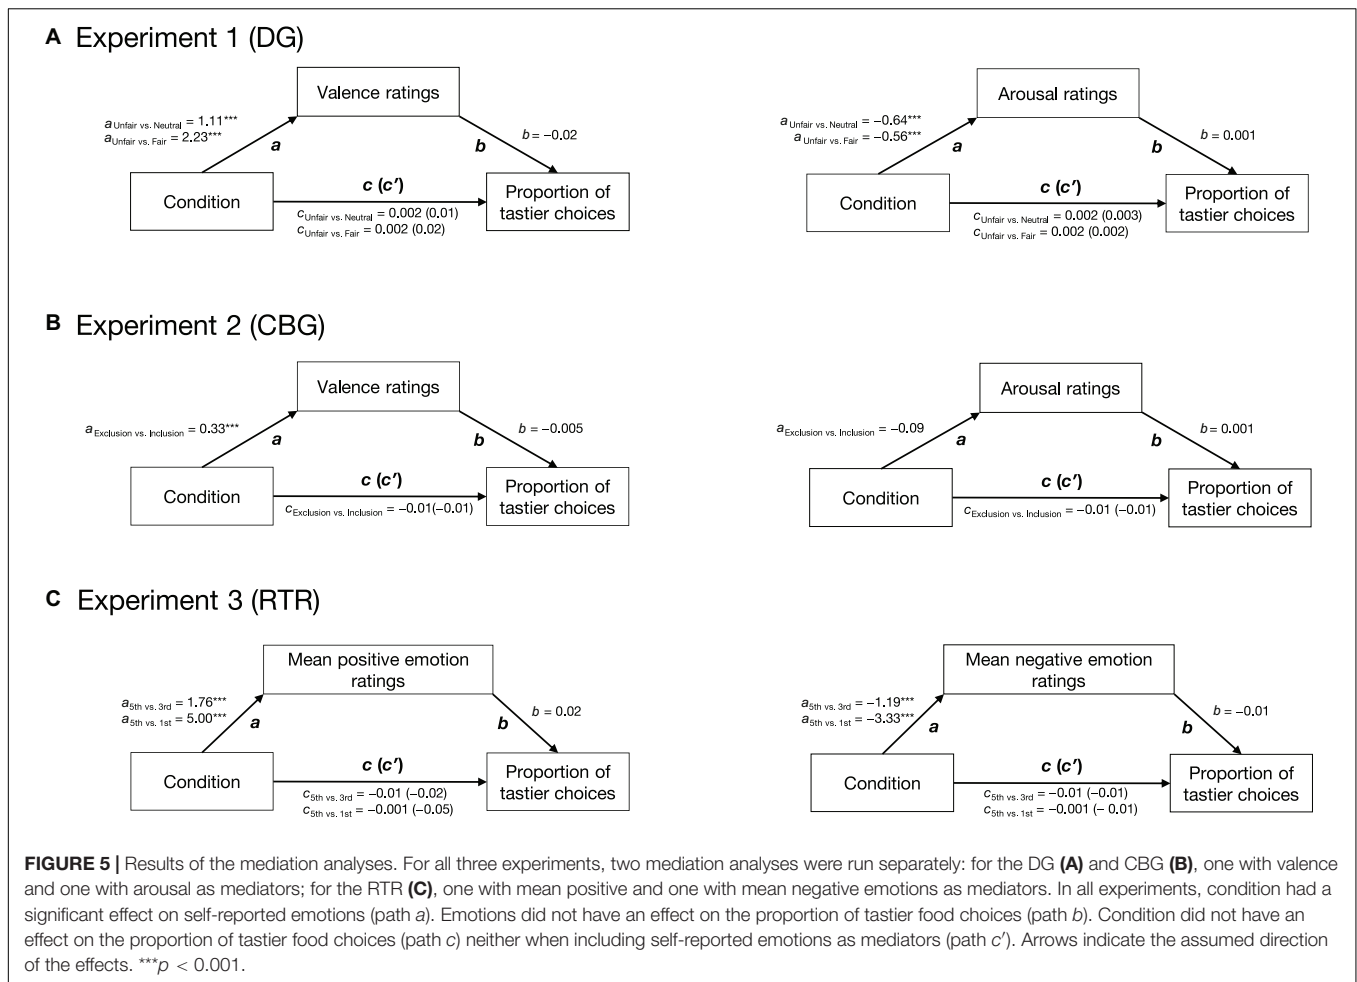 A Experiment 1 (DG)
Valence ratings
a Unfair vs. Neutral = 1.11***
a Unfair vs. Fair = 2.23***
a
b
b = −0.02
Condition
c (c′)
c Unfair vs. Neutral = 0.002 (0.01)
c Unfair vs. Fair = 0.002 (0.02)
Proportion of
tastier choices
Arousal ratings
a Unfair vs. Neutral = −0.64***
a Unfair vs. Fair = −0.56***
a
b
b = 0.001
Condition
c (c′)
c Unfair vs. Neutral = 0.002 (0.003)
c Unfair vs. Fair = 0.002 (0.002)
Proportion of
tastier choices
B Experiment 2 (CBG)
Valence ratings
a Exclusion vs. Inclusion = 0.33***
a
b
b = −0.005
Condition
c (c′)
c Exclusion vs. Inclusion = −0.01(−0.01)
Proportion of
tastier choices
Arousal ratings
a Exclusion vs. Inclusion = −0.09
a
b
b = 0.001
Condition
c (c′)
c Exclusion vs. Inclusion = −0.01 (−0.01)
Proportion of
tastier choices
C Experiment 3 (RTR)
Mean positive emotion
ratings
a 5th vs. 3rd = 1.76***
a 5th vs. 1st = 5.00***
a
b
b = 0.02
Condition
c (c′)
c 5th vs. 3rd = −0.01 (−0.02)
c 5th vs. 1st = −0.001 (−0.05)
Proportion of
tastier choices
Mean negative emotion
ratings
a 5th vs. 3rd = −1.19***
a 5th vs. 1st = −3.33***
a
b
b = −0.01
Condition
c (c′)
c 5th vs. 3rd = −0.01 (−0.01)
c 5th vs. 1st = −0.001 (− 0.01)
Proportion of
tastier choices
FIGURE 5 | Results of the mediation analyses. For all three experiments, two mediation analyses were run separately: for the DG (A) and CBG (B), one with valence
and one with arousal as mediators; for the RTR (C), one with mean positive and one with mean negative emotions as mediators. In all experiments, condition had a
significant effect on self-reported emotions (path a). Emotions did not have an effect on the proportion of tastier food choices (path b). Condition did not have an
effect on the proportion of tastier food choices (path c) neither when including self-reported emotions as mediators (path c′). Arrows indicate the assumed direction
of the effects. ***p < 0.001.